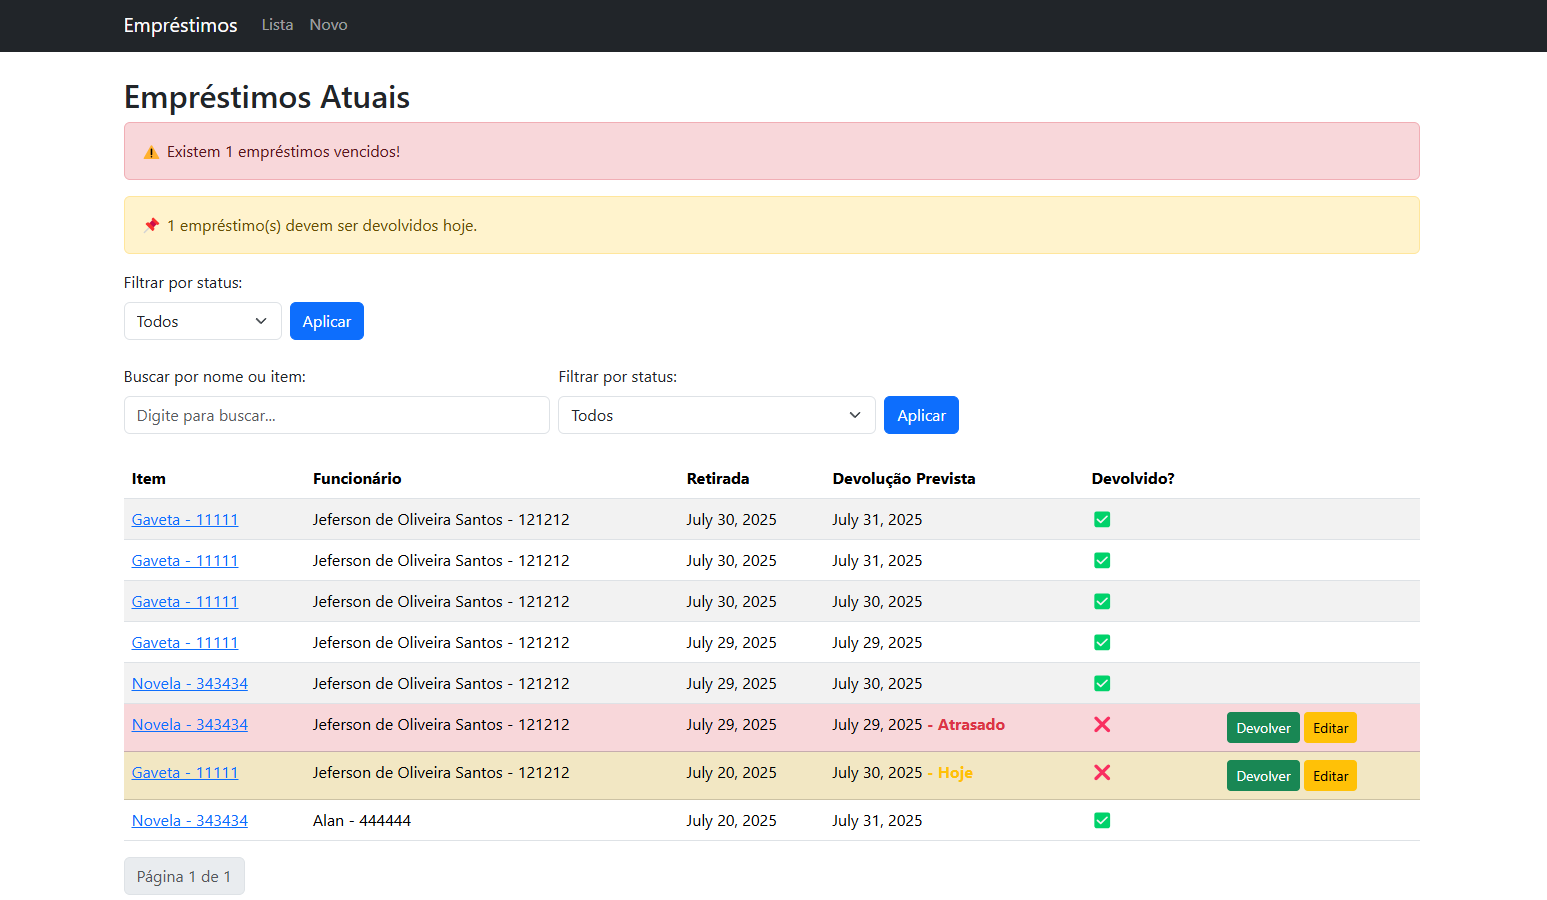 Empréstimos Lista Novo
Empréstimos Atuais
⚠️ Existem 1 empréstimos vencidos!
📌 1 empréstimo(s) devem ser devolvidos hoje.
Filtrar por status:
Todos Aplicar
Buscar por nome ou item: Filtrar por status:
Digite para buscar... Todos Aplicar
Item Funcionário Retirada Devolução Prevista Devolvido?
Gaveta - 11111 Jeferson de Oliveira Santos - 121212 July 30, 2025 July 31, 2025 ✅
Gaveta - 11111 Jeferson de Oliveira Santos - 121212 July 30, 2025 July 31, 2025 ✅
Gaveta - 11111 Jeferson de Oliveira Santos - 121212 July 30, 2025 July 30, 2025 ✅
Gaveta - 11111 Jeferson de Oliveira Santos - 121212 July 29, 2025 July 29, 2025 ✅
Novela - 343434 Jeferson de Oliveira Santos - 121212 July 29, 2025 July 30, 2025 ✅
Novela - 343434 Jeferson de Oliveira Santos - 121212 July 29, 2025 July 29, 2025 - Atrasado ❌ Devolver Editar
Gaveta - 11111 Jeferson de Oliveira Santos - 121212 July 20, 2025 July 30, 2025 - Hoje ❌ Devolver Editar
Novela - 343434 Alan - 444444 July 20, 2025 July 31, 2025 ✅
Página 1 de 1